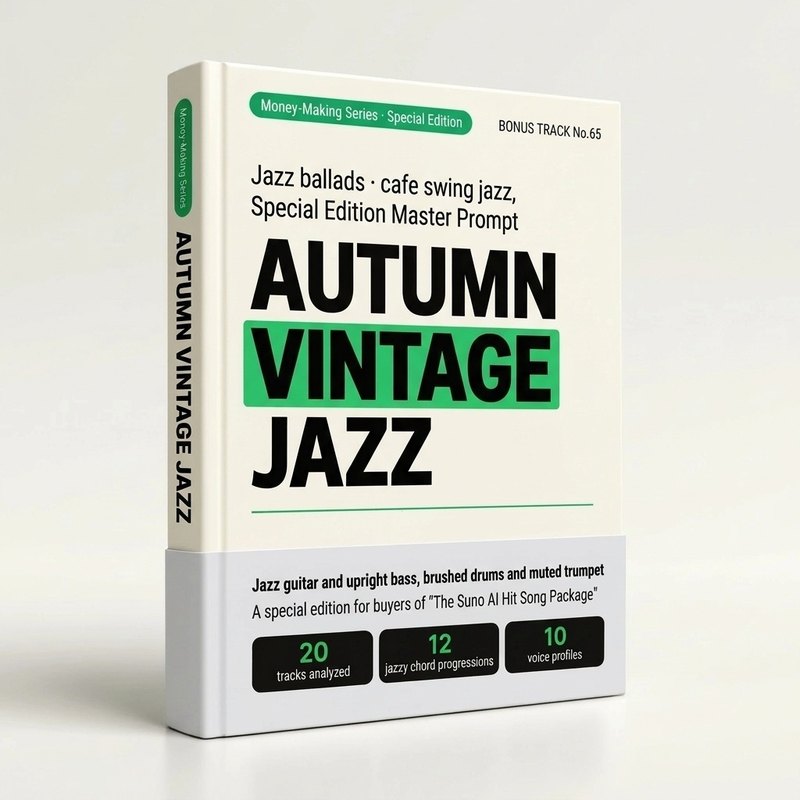 Money-Making Series · Special Edition
BONUS TRACK No.65
Jazz ballads · cafe swing jazz,
Special Edition Master Prompt
AUTUMN
VINTAGE
JAZZ
Jazz guitar and upright bass, brushed drums and muted trumpet
A special edition for buyers of "The Suno AI Hit Song Package"
20
tracks analyzed
12
jazzy chord progressions
10
voice profiles
Money-Making Series
AUTUMN VINTAGE JAZZ